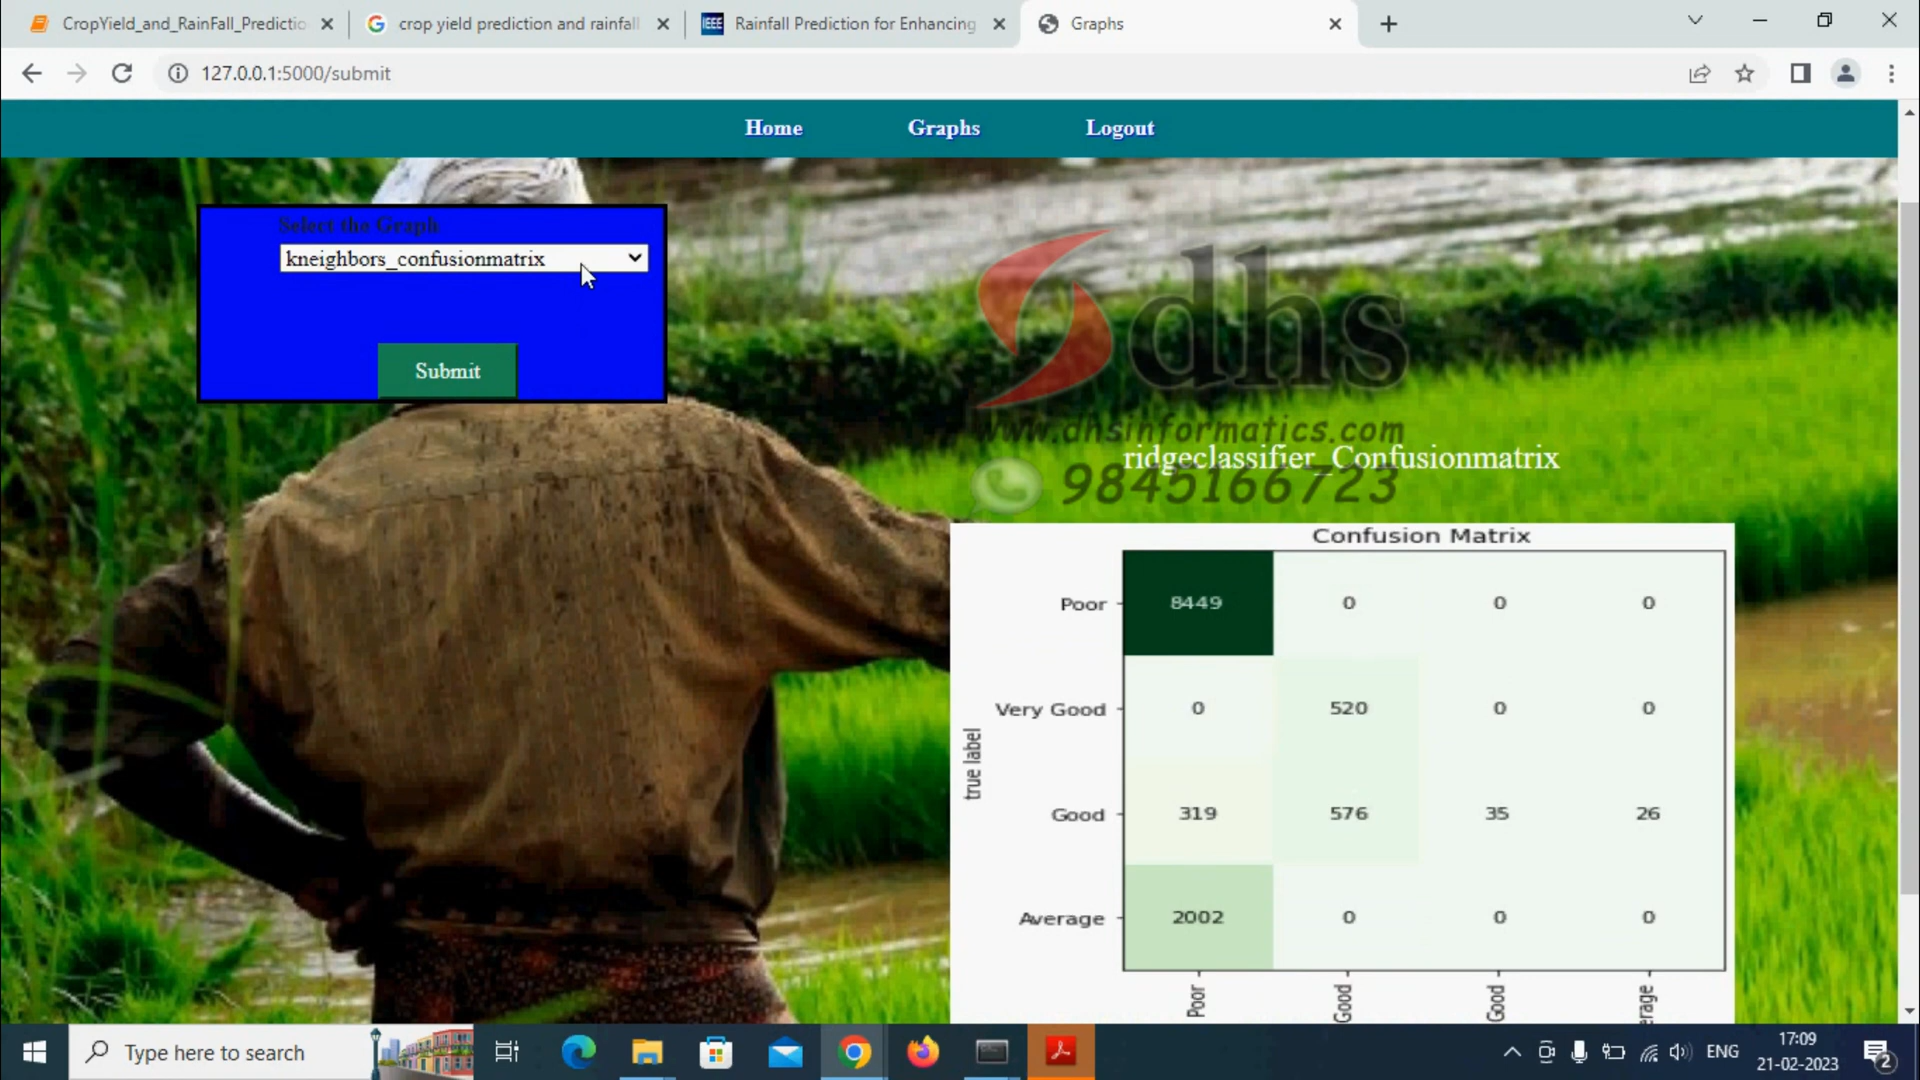 CropYield_and_RainFall_Predictio
crop yield prediction and rainfall
IEEE
Rainfall Prediction for Enhancing
Graphs
127.0.0.1:5000/submit
Home
Graphs
Logout
Select the Graph
kneighbors_confusionmatrix
Submit
dhs
www.dhsinformatics.com
ridgeclassifier_Confusionmatrix
9845166723
Confusion Matrix
Poor 8449 0 0 0
Very Good 0 520 0 0
true label
Good 319 576 35 26
Average 2002 0 0 0
Poor
Good
Good
erage
Type here to search
ENG
17:09
21-02-2023
2